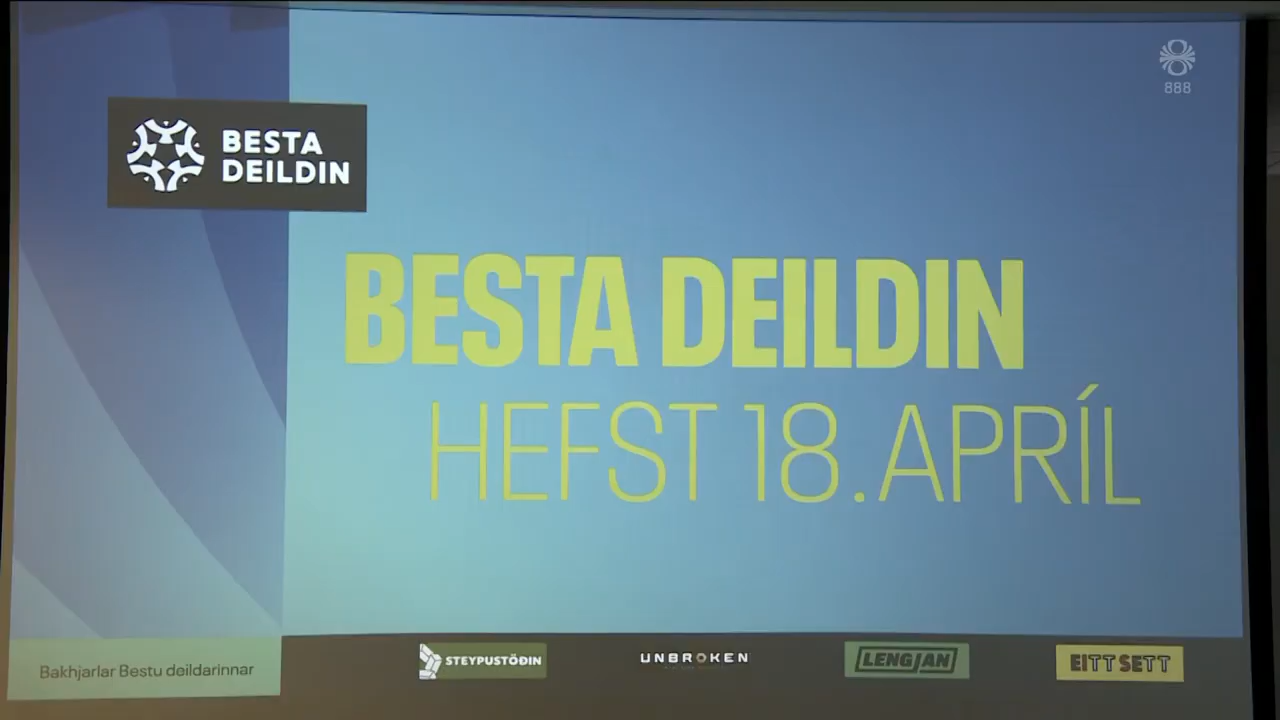 888
BESTA
DEILDIN
BESTA DEILDIN
HEFST 18. APRÍL
Bakhjarlar Bestu deildarinnar
STEYPUSTÖÐIN
UNBROKEN
LENGJAN
EITT SETT